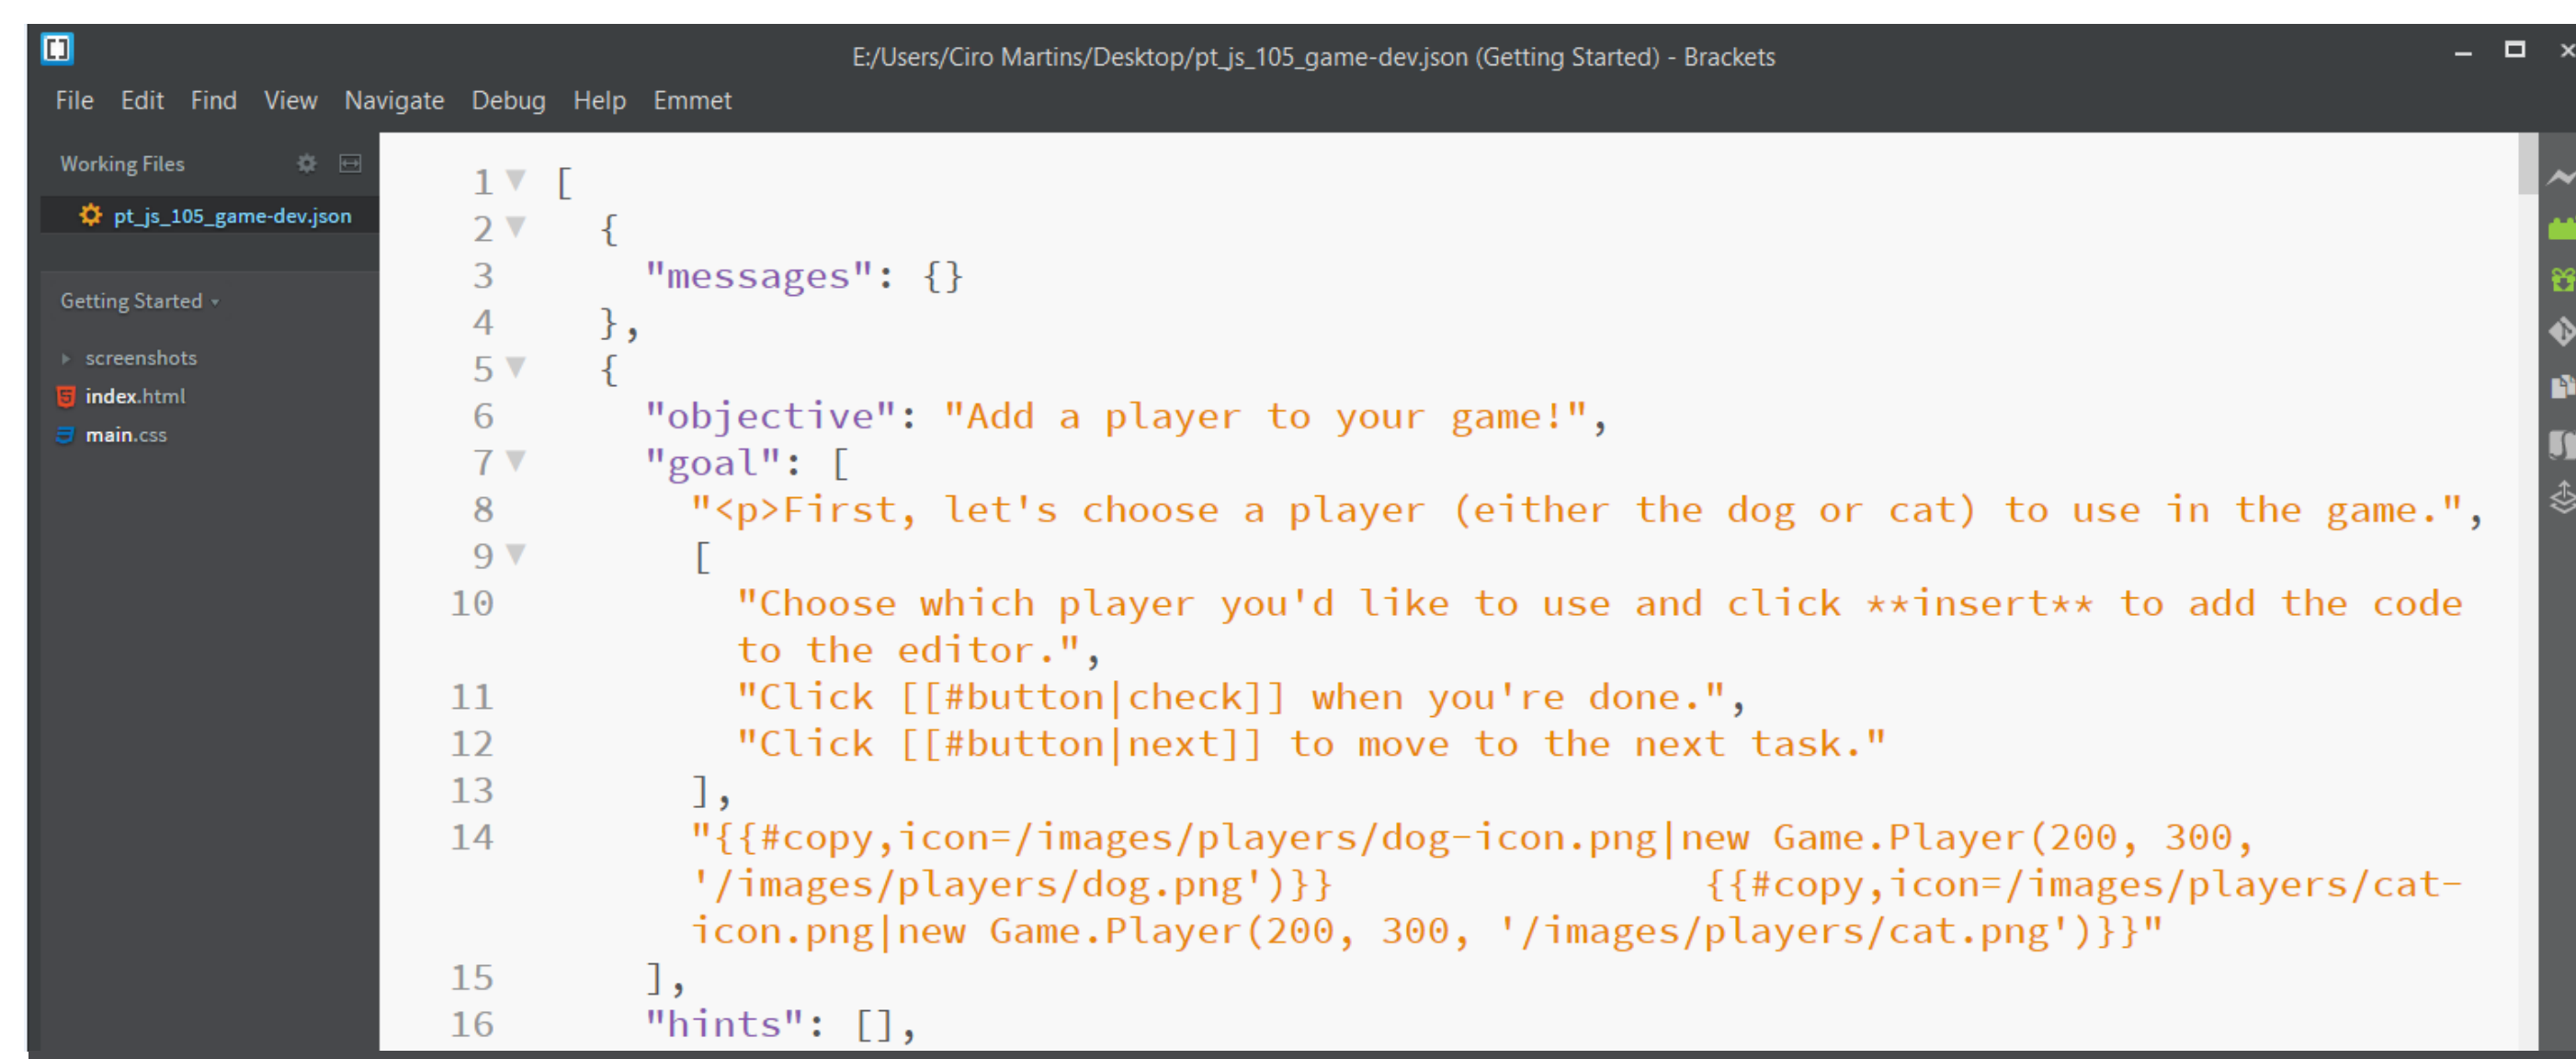 E:/Users/Ciro Martins/Desktop/pt_js_105_game-dev.json (Getting Started) - Brackets
File Edit Find View Navigate Debug Help Emmet
Working Files
pt_js_105_game-dev.json
Getting Started
screenshots
index.html
main.css
1 [
2 {
3 "messages": {}
4 },
5 {
6 "objective": "Add a player to your game!",
7 "goal": [
8 "<p>First, let's choose a player (either the dog or cat) to use in the game.",
9 [
10 "Choose which player you'd like to use and click **insert** to add the code
to the editor.",
11 "Click [[#button|check]] when you're done.",
12 "Click [[#button|next]] to move to the next task."
13 ],
14 "{{#copy,icon=/images/players/dog-icon.png|new Game.Player(200, 300,
'/images/players/dog.png')}} {{#copy,icon=/images/players/cat-
icon.png|new Game.Player(200, 300, '/images/players/cat.png')}}"
15 ],
16 "hints": [],